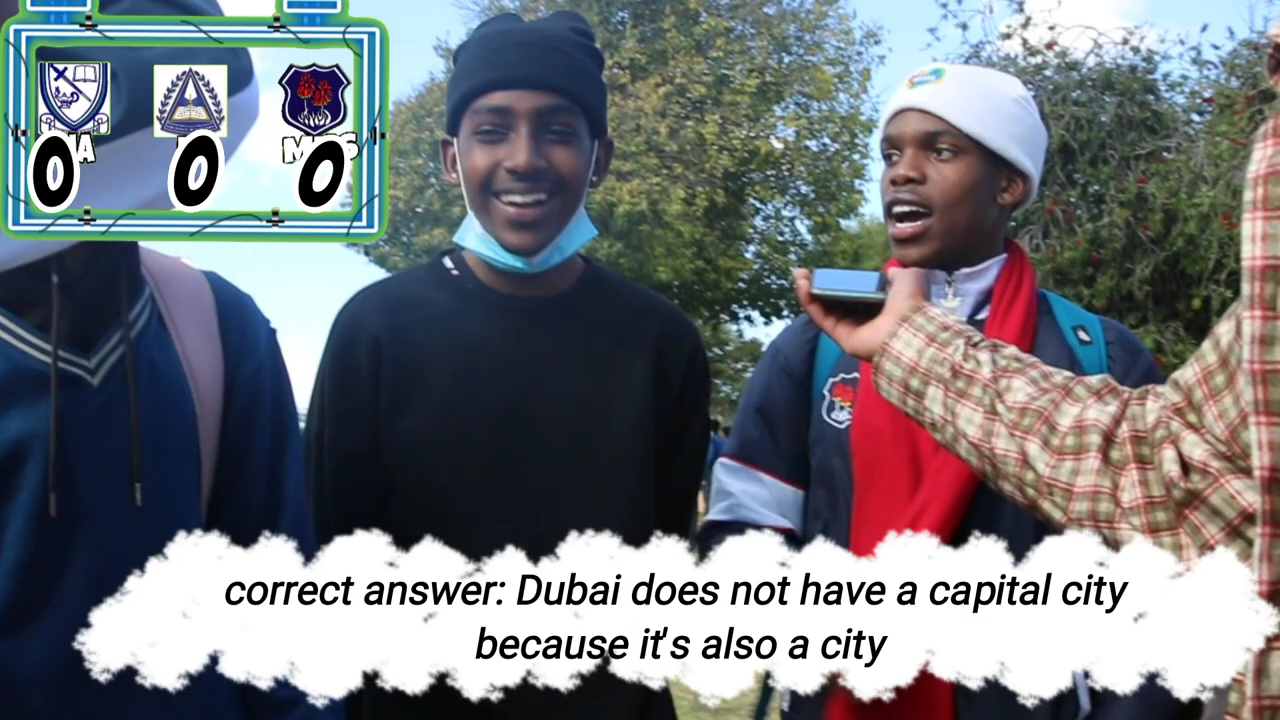 0 0 0
correct answer: Dubai does not have a capital city
because it's also a city